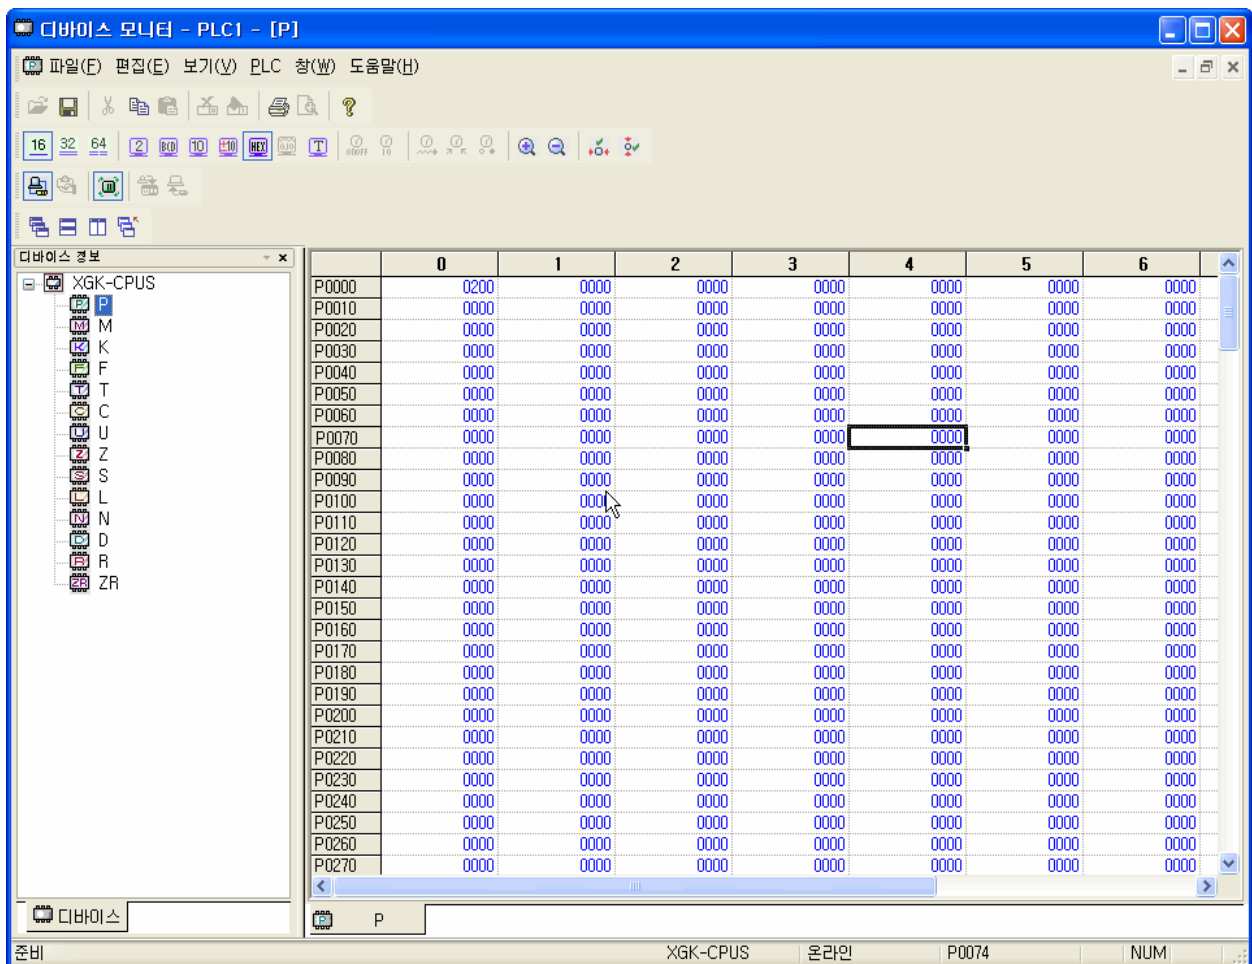 디바이스 모니터 - PLC1 - [P]
파일(F) 편집(E) 보기(V) PLC 창(W) 도움말(H)
16 32 64 2 BCD 10 ±10 HEX 0.10 T ON/OFF 10
디바이스 정보
XGK-CPUS
P
M
K
F
T
C
U
Z
S
L
N
D
R
ZR
디바이스
0 1 2 3 4 5 6
P0000 0200 0000 0000 0000 0000 0000 0000
P0010 0000 0000 0000 0000 0000 0000 0000
P0020 0000 0000 0000 0000 0000 0000 0000
P0030 0000 0000 0000 0000 0000 0000 0000
P0040 0000 0000 0000 0000 0000 0000 0000
P0050 0000 0000 0000 0000 0000 0000 0000
P0060 0000 0000 0000 0000 0000 0000 0000
P0070 0000 0000 0000 0000 0000 0000 0000
P0080 0000 0000 0000 0000 0000 0000 0000
P0090 0000 0000 0000 0000 0000 0000 0000
P0100 0000 0000 0000 0000 0000 0000 0000
P0110 0000 0000 0000 0000 0000 0000 0000
P0120 0000 0000 0000 0000 0000 0000 0000
P0130 0000 0000 0000 0000 0000 0000 0000
P0140 0000 0000 0000 0000 0000 0000 0000
P0150 0000 0000 0000 0000 0000 0000 0000
P0160 0000 0000 0000 0000 0000 0000 0000
P0170 0000 0000 0000 0000 0000 0000 0000
P0180 0000 0000 0000 0000 0000 0000 0000
P0190 0000 0000 0000 0000 0000 0000 0000
P0200 0000 0000 0000 0000 0000 0000 0000
P0210 0000 0000 0000 0000 0000 0000 0000
P0220 0000 0000 0000 0000 0000 0000 0000
P0230 0000 0000 0000 0000 0000 0000 0000
P0240 0000 0000 0000 0000 0000 0000 0000
P0250 0000 0000 0000 0000 0000 0000 0000
P0260 0000 0000 0000 0000 0000 0000 0000
P0270 0000 0000 0000 0000 0000 0000 0000
P
준비 XGK-CPUS 온라인 P0074 NUM